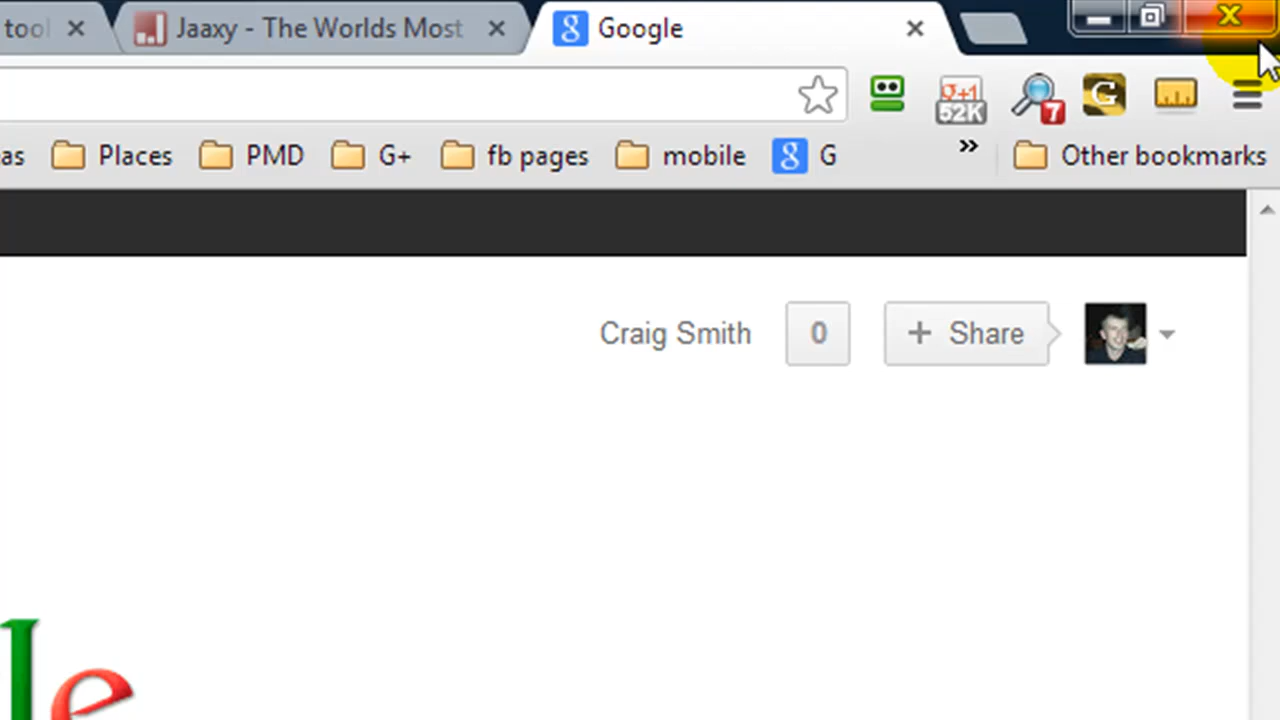 tool
Jaaxy - The Worlds Most
Google
g+1
52K
7
G
as
Places
PMD
G+
fb pages
mobile
g
G
»
Other bookmarks
Craig Smith
0
+ Share
le